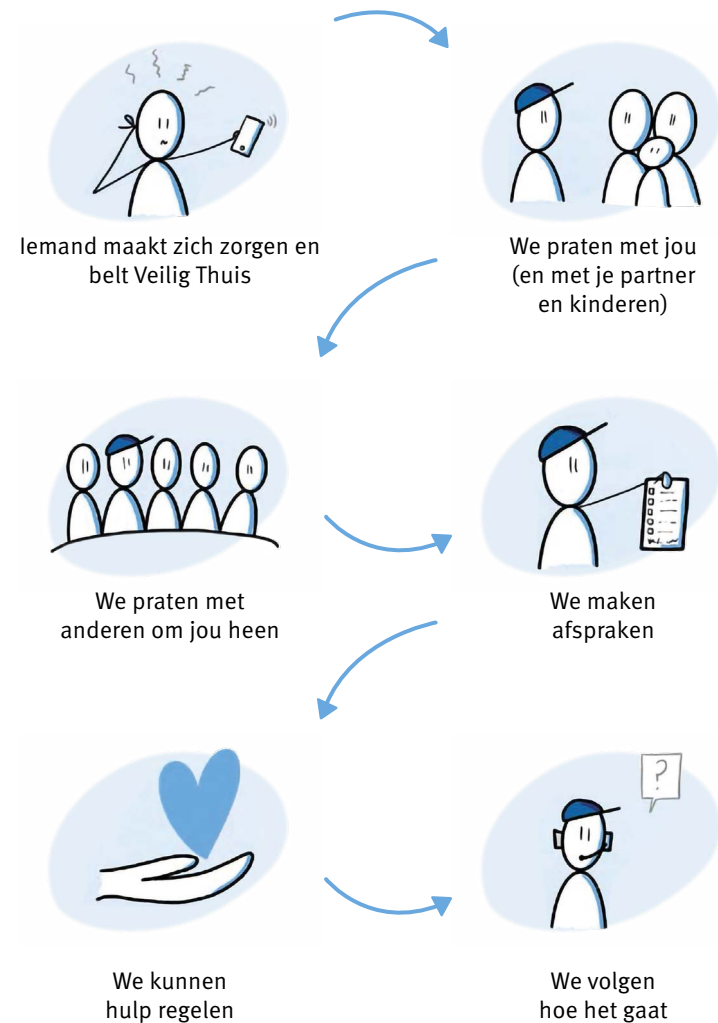 Iemand maakt zich zorgen en
belt Veilig Thuis
We praten met jou
(en met je partner
en kinderen)
We praten met
anderen om jou heen
We maken
afspraken
?
We kunnen
hulp regelen
We volgen
hoe het gaat